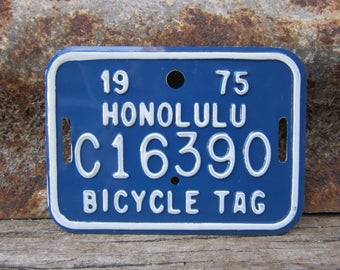 19 75
HONOLULU
C16390
BICYCLE TAG